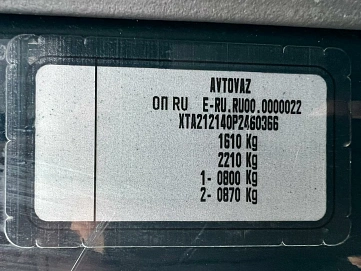 AVTOVAZ
ОП RU E-RU.RU00.0000022
XTA212140P2460366
1610 Kg
2210 Kg
1- 0800 Kg
2- 0870 Kg